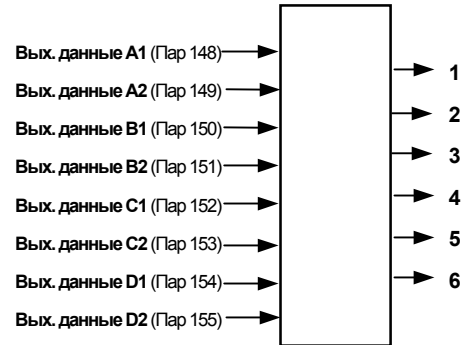 Вых. данные A1 (Пар 148)
1
Вых. данные A2 (Пар 149)
2
Вых. данные B1 (Пар 150)
3
Вых. данные B2 (Пар 151)
4
Вых. данные C1 (Пар 152)
5
Вых. данные C2 (Пар 153)
6
Вых. данные D1 (Пар 154)
Вых. данные D2 (Пар 155)